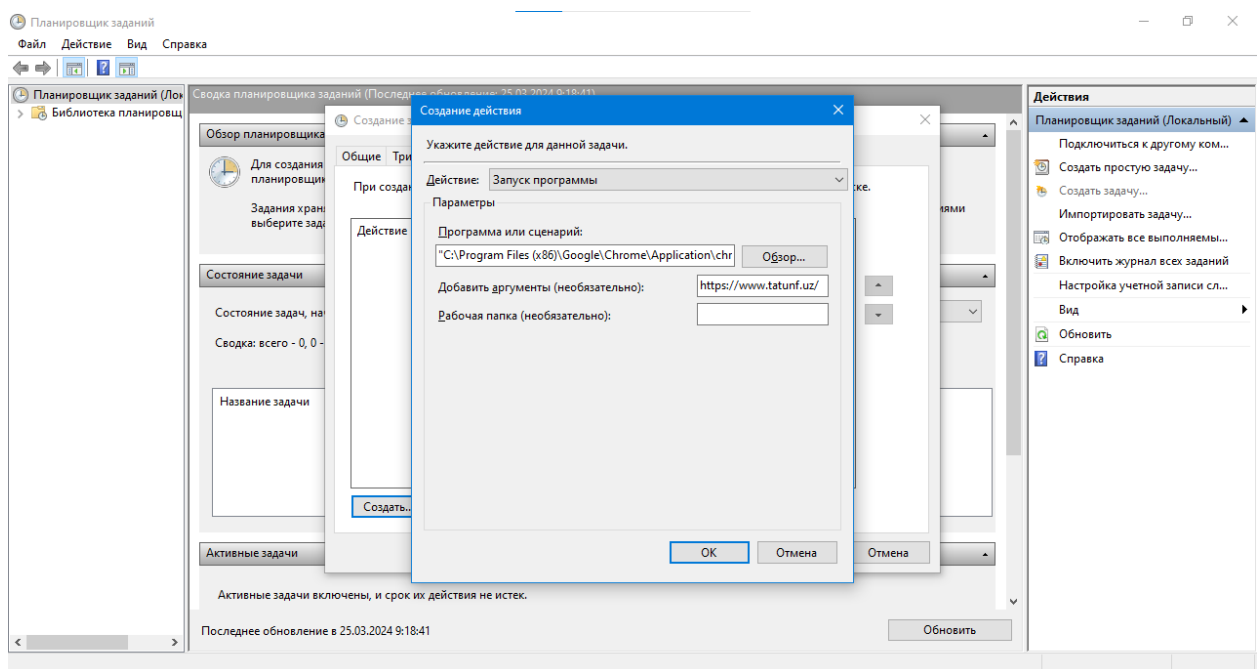 Планировщик заданий
Файл Действие Вид Справка
Планировщик заданий (Лок
Библиотека планировщ
Сводка планировщика заданий (Последнее обновление: 25.03.2024 9:18:41)
Обзор планировщика
Для создания
планировщик
Задания хран
выберите зада
ями
Состояние задачи
Состояние задач, на
Сводка: всего - 0, 0 -
Название задачи
Активные задачи
Активные задачи включены, и срок их действия не истек.
Последнее обновление в 25.03.2024 9:18:41
Обновить
Создание з
Общие Три
При создан
ске.
Действие
Создать...
Отмена
Создание действия
Укажите действие для данной задачи.
Действие: Запуск программы
Параметры
Программа или сценарий:
"C:\Program Files (x86)\Google\Chrome\Application\chr
Обзор...
Добавить аргументы (необязательно): https://www.tatunf.uz/
Рабочая папка (необязательно):
OK Отмена
Действия
Планировщик заданий (Локальный)
Подключиться к другому ком...
Создать простую задачу...
Создать задачу...
Импортировать задачу...
Отображать все выполняемы...
Включить журнал всех заданий
Настройка учетной записи сл...
Вид
Обновить
Справка